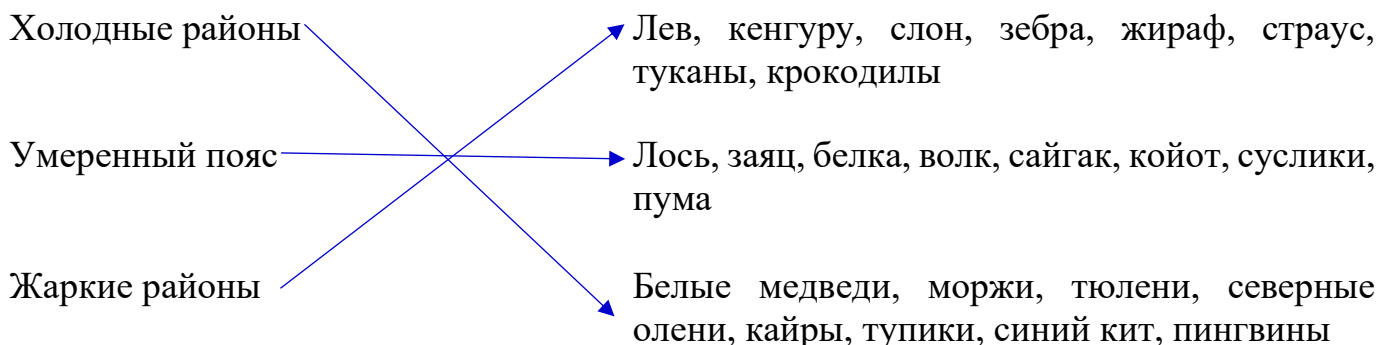 Холодные районы
Лев, кенгуру, слон, зебра, жираф, страус,
туканы, крокодилы
Умеренный пояс
Лось, заяц, белка, волк, сайгак, койот, суслики,
пума
Жаркие районы
Белые медведи, моржи, тюлени, северные
олени, кайры, тупики, синий кит, пингвины